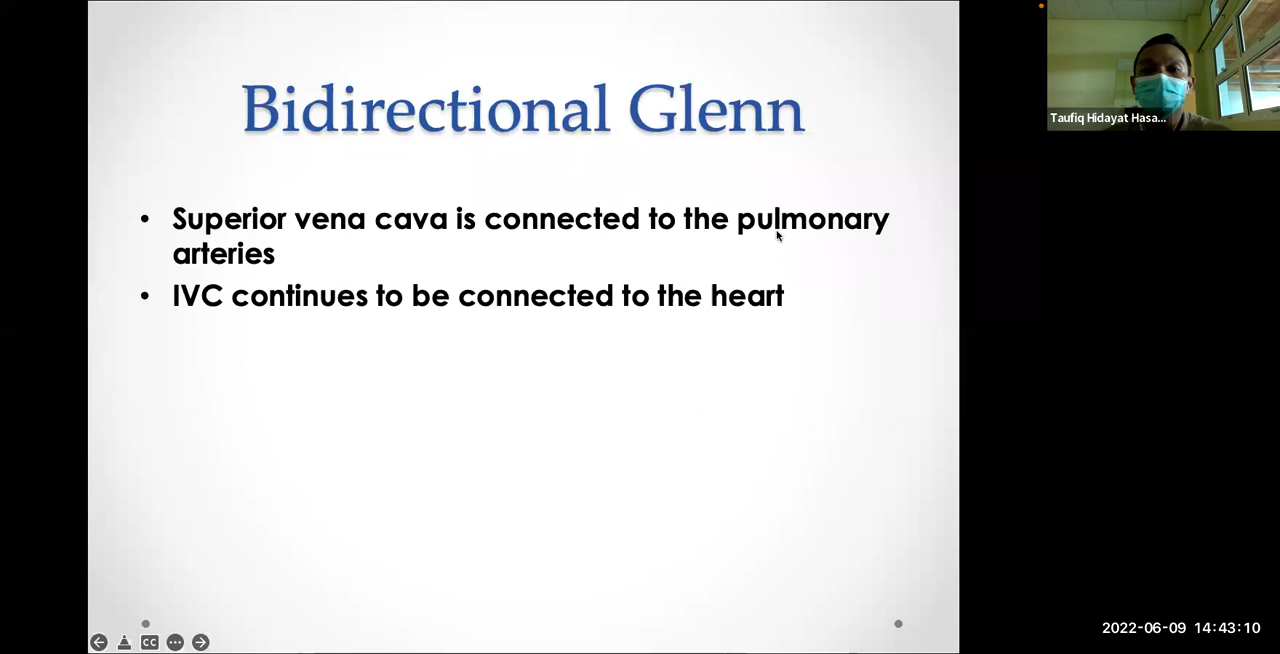 Bidirectional Glenn
• Superior vena cava is connected to the pulmonary
arteries
• IVC continues to be connected to the heart
Taufiq Hidayat Hasa...
CC
2022-06-09 14:43:10